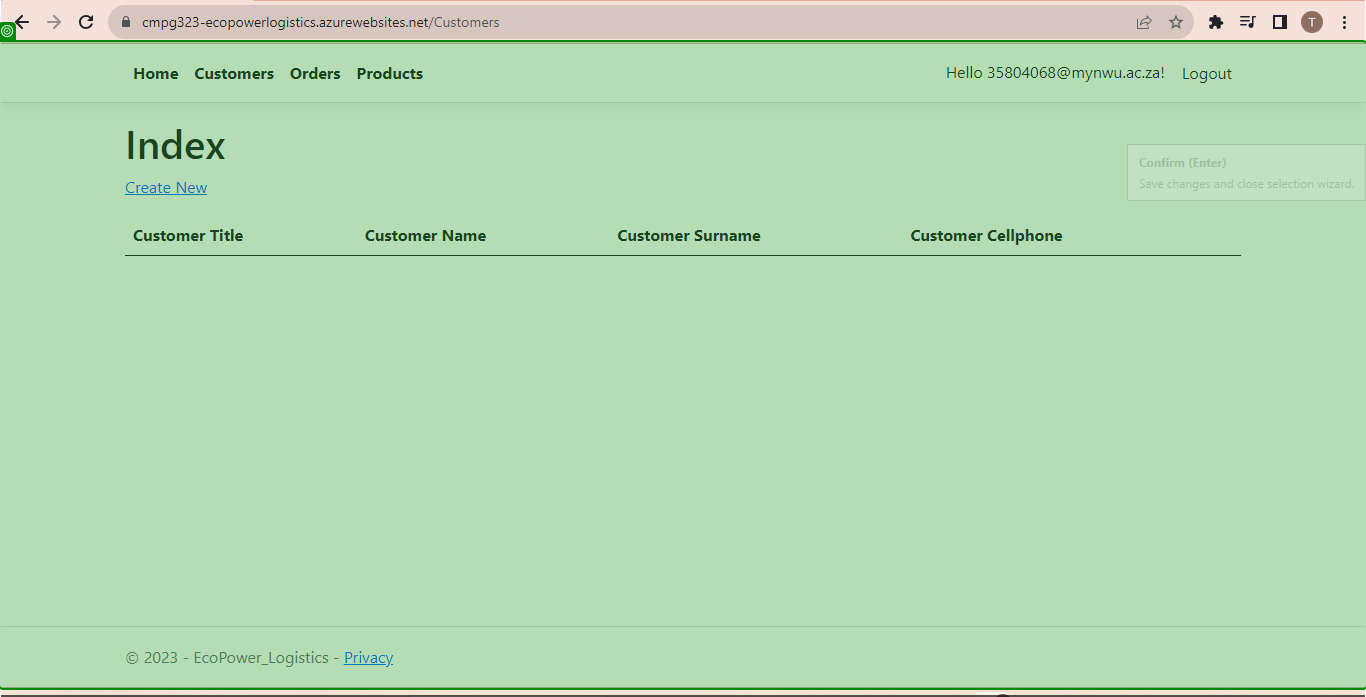 cmpg323-ecopowerlogistics.azurewebsites.net/Customers
T
Home Customers Orders Products Hello 35804068@mynwu.ac.za! Logout
Index
Create New
Confirm (Enter)
Save changes and close selection wizard.
Customer Title Customer Name Customer Surname Customer Cellphone
© 2023 - EcoPower_Logistics - Privacy